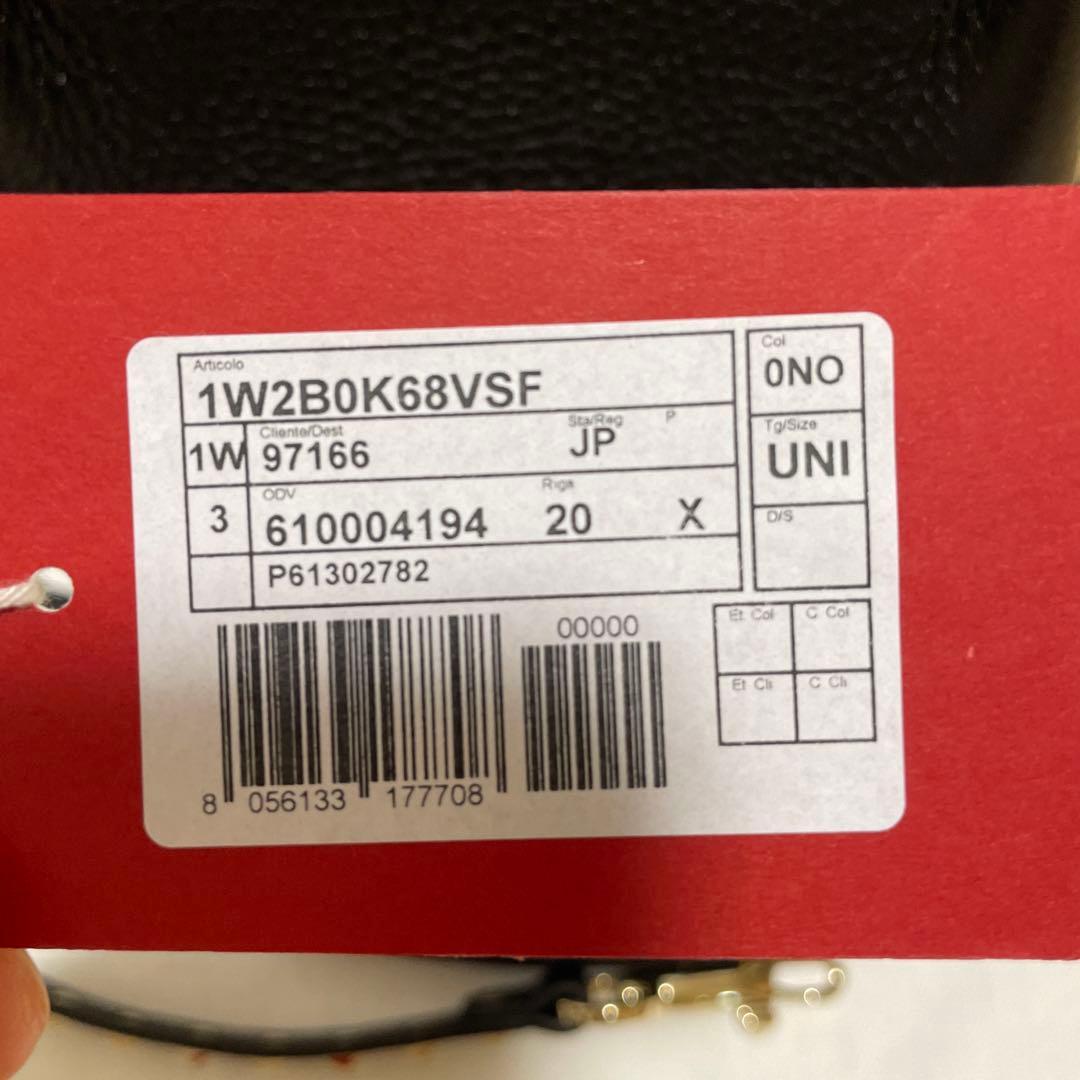 Articolo
1W2B0K68VSF
Col
0NO
1W
Cliente/Dest
97166
Sta/Reg
JP
P
Tg/Size
UNI
3
ODV
610004194
Riga
20
X
D/S
P61302782
00000
8 056133 177708
Et Col
C Col
Et Cli
C Cli